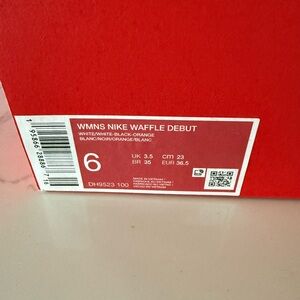 WMNS NIKE WAFFLE DEBUT
WHITE/WHITE-BLACK-ORANGE
BLANC/NOIR/ORANGE/BLANC
6
UK 3.5 cm 23
BR 35 EUR 36.5
DH9523 100